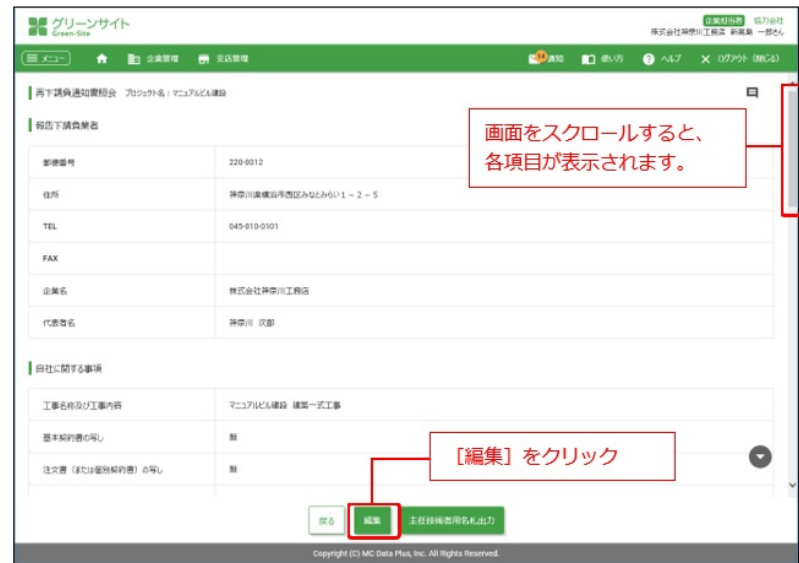 グリーンサイト
Green-Site
企業担当者 協力会社
株式会社神奈川工務店 新高島 一郎さん
メニュー 企業管理 支店管理 14 通知 使い方 ヘルプ ログアウト (閉じる)
再下請負通知書照会 プロジェクト名:マニュアルビル建設
報告下請負業者
画面をスクロールすると、
各項目が表示されます。
郵便番号 220-0012
住所 神奈川県横浜市西区みなとみらい1-2-5
TEL 045-010-0101
FAX
企業名 株式会社神奈川工務店
代表者名 神奈川 次郎
自社に関する事項
工事名称及び工事内容 マニュアルビル建設 建築一式工事
基本契約書の写し 無
[編集] をクリック
注文書(または個別契約書)の写し 無
戻る 編集 主任技術者用名札出力
Copyright (C) MC Data Plus, Inc. All Rights Reserved.